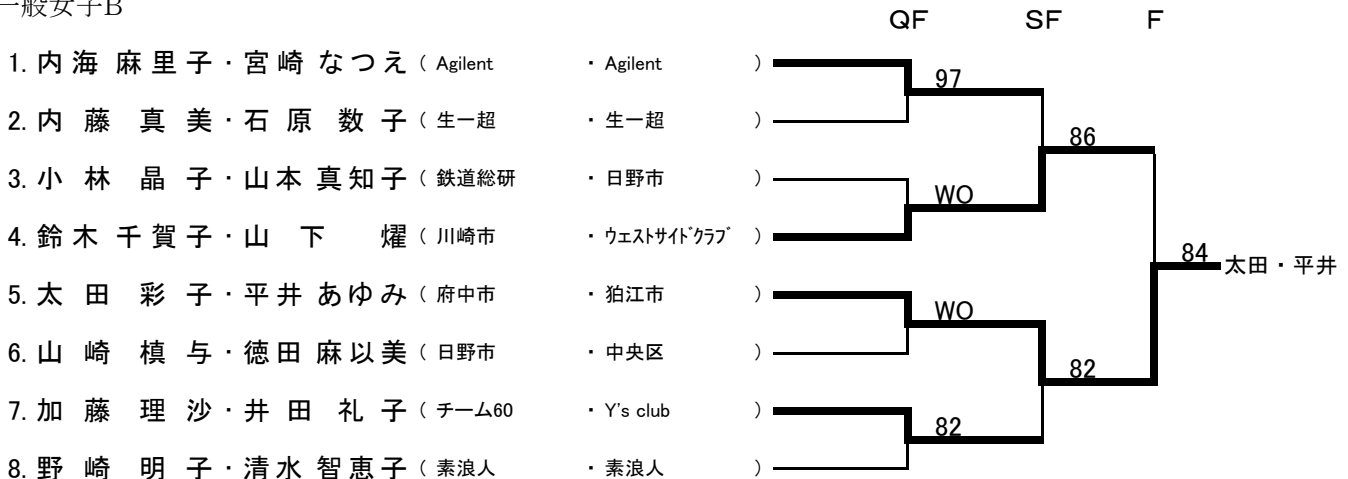 一般女子B
QF SF F
1. 内海 麻里子・宮崎 なつえ ( Agilent ・ Agilent )
97
2. 内藤 真美・石原 数子 ( 生一超 ・ 生一超 )
86
3. 小林 晶子・山本 真知子 ( 鉄道総研 ・ 日野市 )
WO
4. 鈴木 千賀子・山下 燿 ( 川崎市 ・ ウェストサイドクラブ )
84 太田・平井
5. 太田 彩子・平井 あゆみ ( 府中市 ・ 狛江市 )
WO
6. 山崎 槙与・徳田 麻以美 ( 日野市 ・ 中央区 )
82
7. 加藤 理沙・井田 礼子 ( チーム60 ・ Y's club )
82
8. 野崎 明子・清水 智恵子 ( 素浪人 ・ 素浪人 )